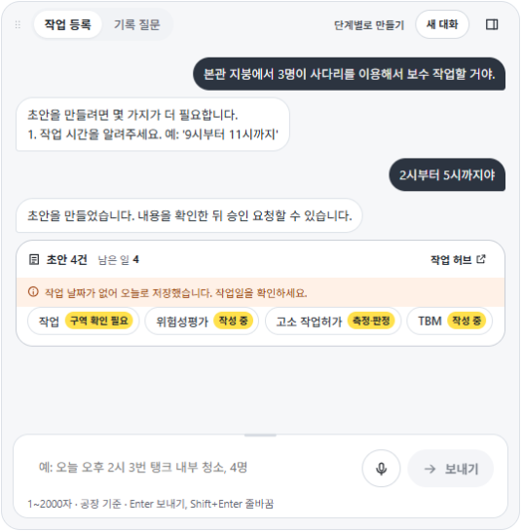 작업 등록 기록 질문 단계별로 만들기 새 대화
본관 지붕에서 3명이 사다리를 이용해서 보수 작업할 거야.
초안을 만들려면 몇 가지가 더 필요합니다.
1. 작업 시간을 알려주세요. 예: '9시부터 11시까지'
2시부터 5시까지야
초안을 만들었습니다. 내용을 확인한 뒤 승인 요청할 수 있습니다.
초안 4건 남은 일 4 작업 허브
작업 날짜가 없어 오늘로 저장했습니다. 작업일을 확인하세요.
작업 구역 확인 필요 위험성평가 작성 중 고소 작업허가 측정·판정 TBM 작성 중
예: 오늘 오후 2시 3번 탱크 내부 청소, 4명
보내기
1~2000자 · 공장 기준 · Enter 보내기, Shift+Enter 줄바꿈